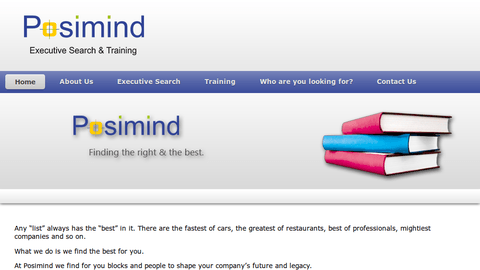 Posimind
Executive Search & Training
Home About Us Executive Search Training Who are you looking for? Contact Us
Posimind
Finding the right & the best.
Any “list” always has the “best” in it. There are the fastest of cars, the greatest of restaurants, best of professionals, mightiest
companies and so on.
What we do is we find the best for you.
At Posimind we find for you blocks and people to shape your company’s future and legacy.